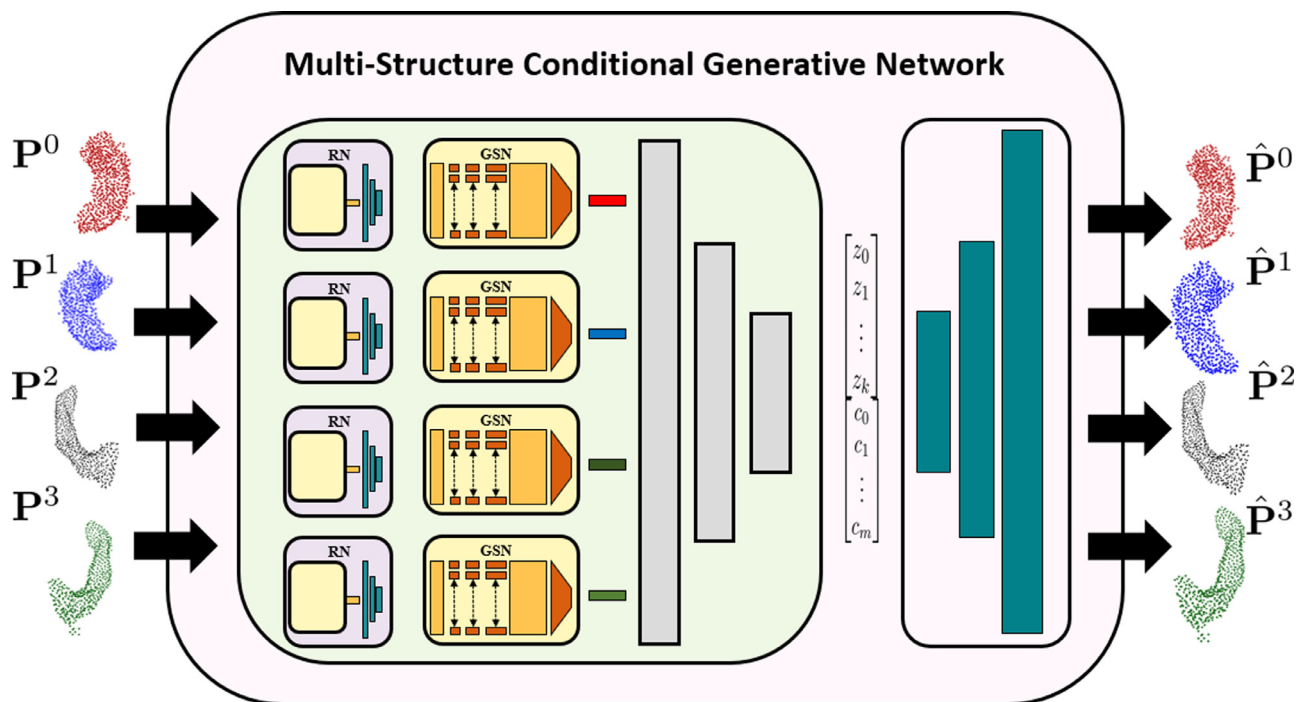 Multi-Structure Conditional Generative Network
P⁰
P¹
P²
P³
RN
GSN
RN
GSN
RN
GSN
RN
GSN
z₀
z₁
⋮
zₖ
c₀
c₁
⋮
cₘ
P̂⁰
P̂¹
P̂²
P̂³